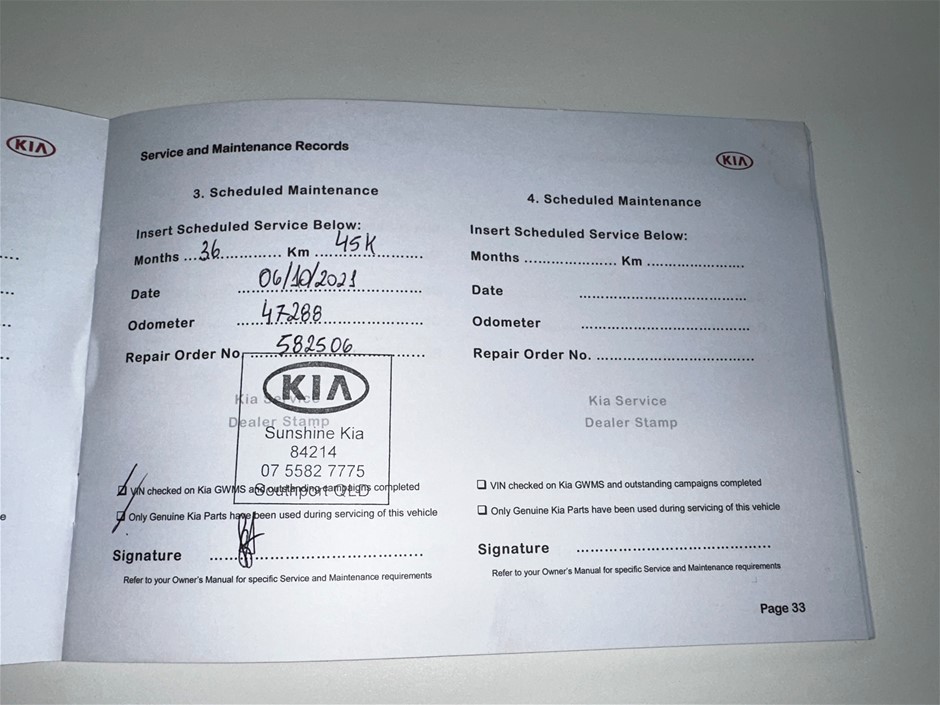 KIA
Service and Maintenance Records
KIA
3. Scheduled Maintenance
Insert Scheduled Service Below:
Months ...36.............. Km ....45K............
Date 06/10/2021
Odometer 47288
Repair Order No. 582506
Kia Service
Dealer Stamp
KIA
Sunshine Kia
84214
07 5582 7775
Southport QLD
☑ VIN checked on Kia GWMS and outstanding campaigns completed
☑ Only Genuine Kia Parts have been used during servicing of this vehicle
Signature ..............................
Refer to your Owner's Manual for specific Service and Maintenance requirements
4. Scheduled Maintenance
Insert Scheduled Service Below:
Months ...................... Km .......................
Date ........................................
Odometer ........................................
Repair Order No. .....................................
Kia Service
Dealer Stamp
☐ VIN checked on Kia GWMS and outstanding campaigns completed
☐ Only Genuine Kia Parts have been used during servicing of this vehicle
Signature ..............................................
Refer to your Owner's Manual for specific Service and Maintenance requirements
Page 33